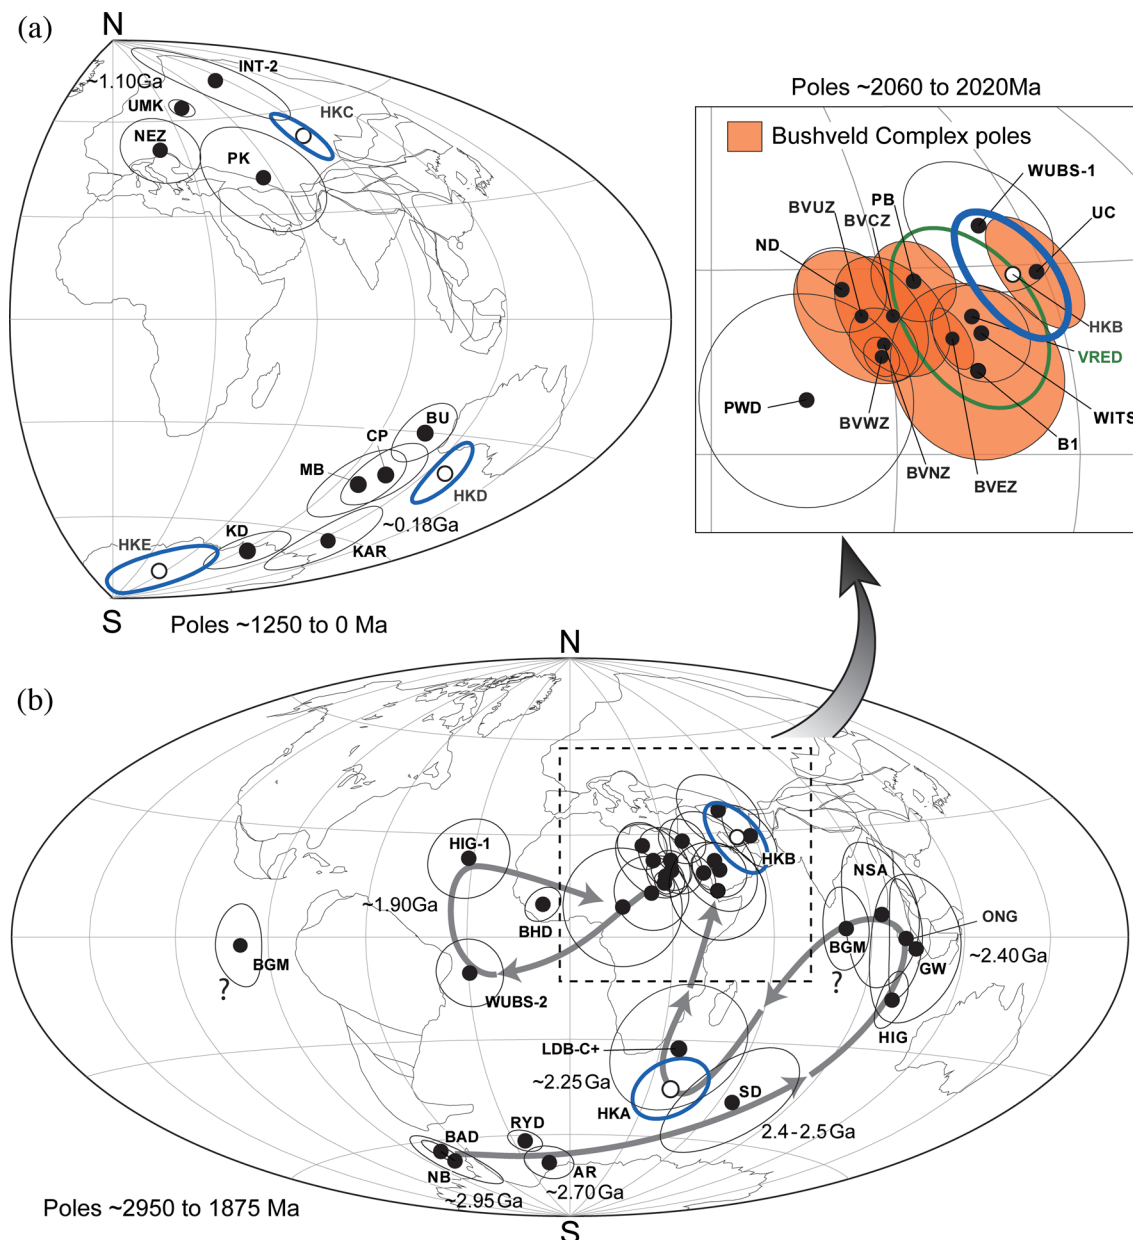 (a)
N
~1.10Ga
INT-2
UMK
HKC
NEZ
PK
BU
CP
MB
HKD
~0.18Ga
HKE
KD
KAR
S
Poles ~1250 to 0 Ma
Poles ~2060 to 2020Ma
Bushveld Complex poles
WUBS-1
PB
UC
BVUZ
BVCZ
ND
HKB
VRED
PWD
WITS
BVWZ
B1
BVNZ
BVEZ
(b)
N
HIG-1
HKB
NSA
~1.90Ga
BHD
ONG
BGM
BGM
GW
~2.40Ga
?
?
WUBS-2
HIG
LDB-C+
~2.25Ga
HKA
SD
RYD
2.4-2.5Ga
BAD
NB
AR
~2.95Ga
~2.70Ga
Poles ~2950 to 1875 Ma
S